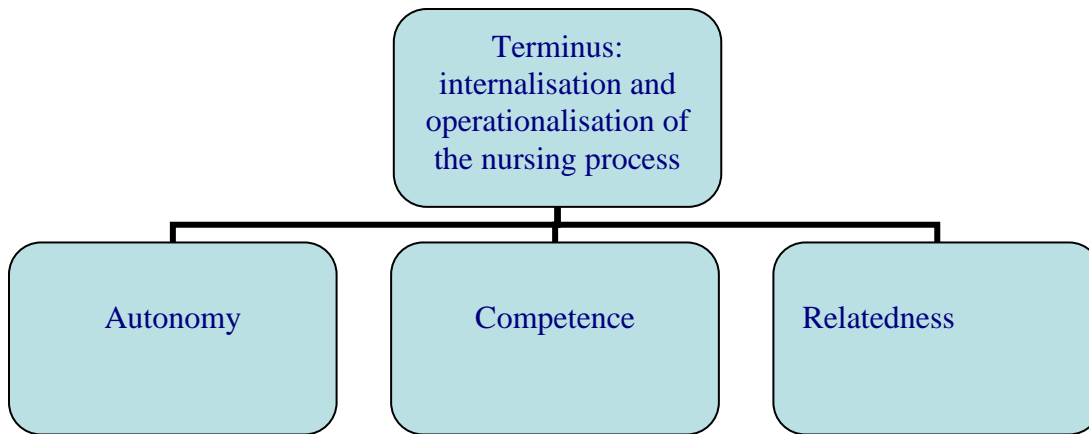 Terminus:
internalisation and
operationalisation of
the nursing process
Autonomy
Competence
Relatedness